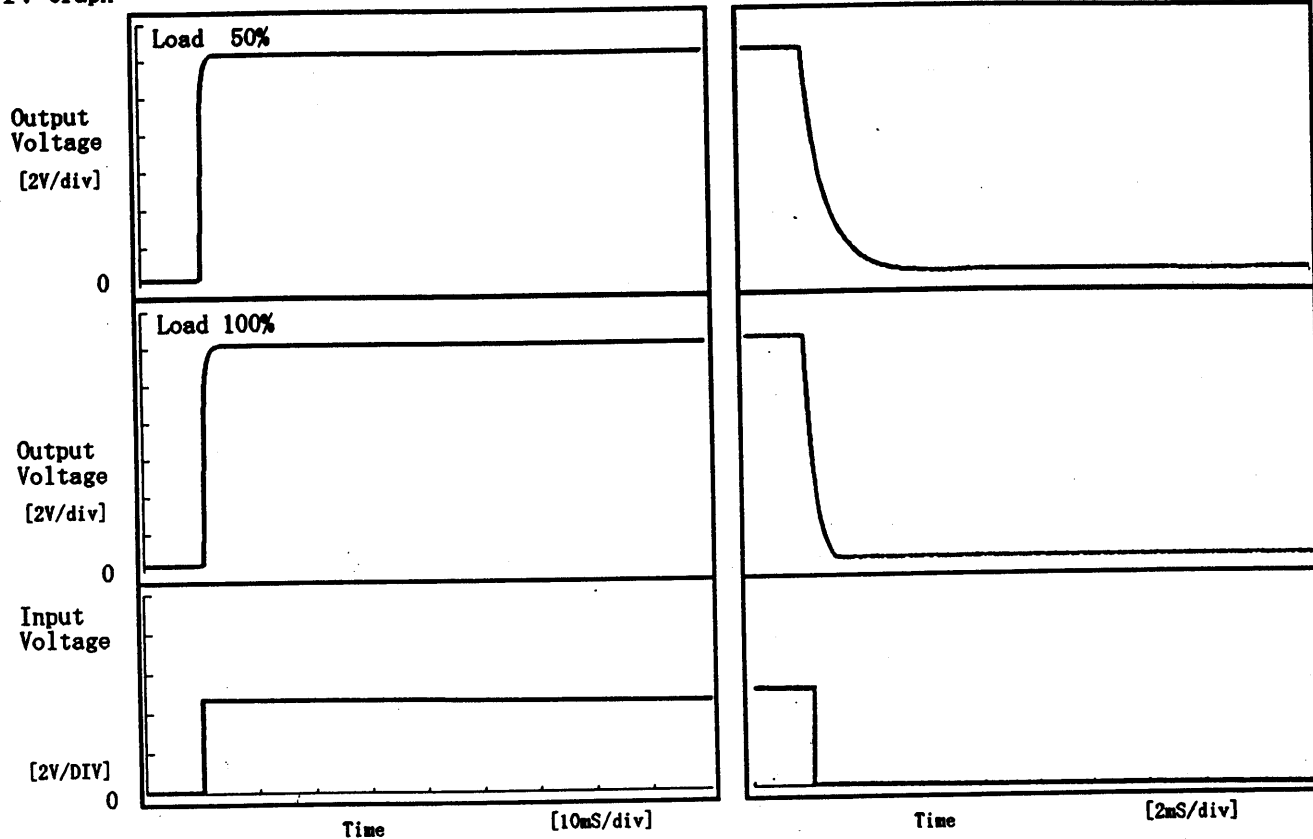 Graph
Load 50%
Output
Voltage
[2V/div]
0
Load 100%
Output
Voltage
[2V/div]
0
Input
Voltage
[2V/DIV]
0
Time
[10mS/div]
Time
[2mS/div]